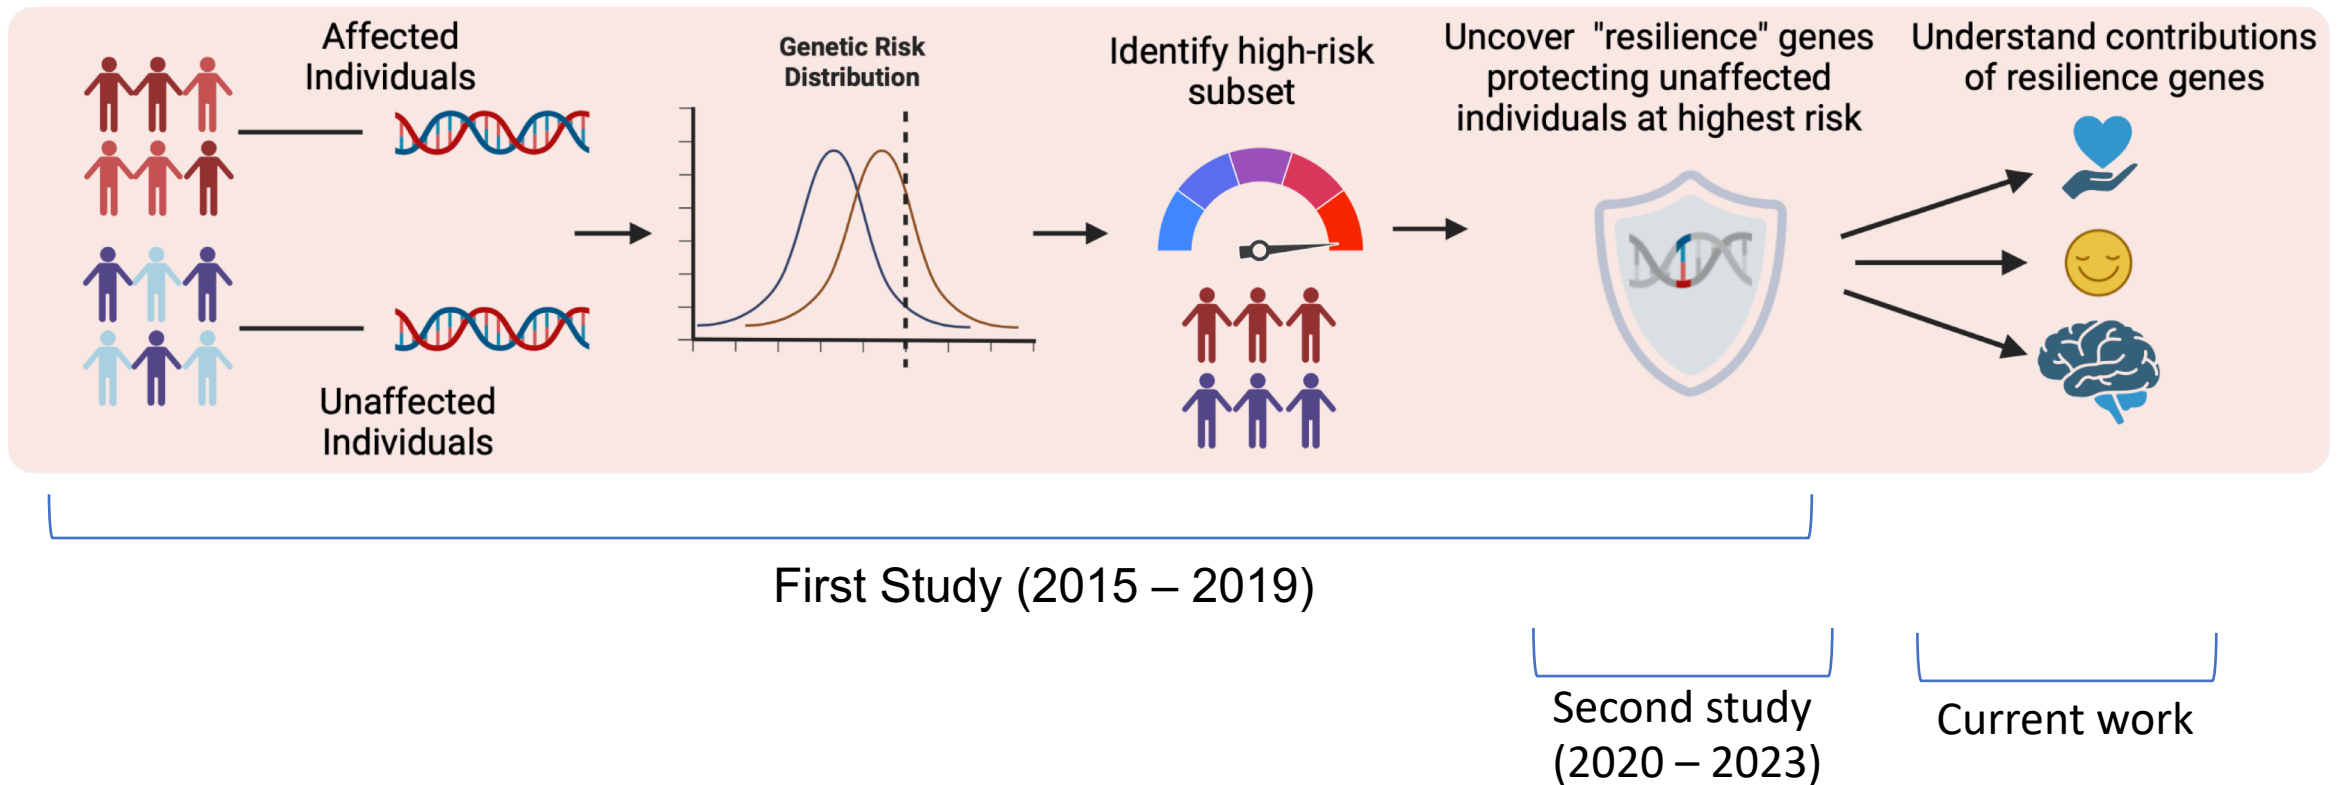 Affected
Individuals
Unaffected
Individuals
Genetic Risk
Distribution
Identify high-risk
subset
Uncover "resilience" genes
protecting unaffected
individuals at highest risk
Understand contributions
of resilience genes
First Study (2015 – 2019)
Second study
(2020 – 2023)
Current work